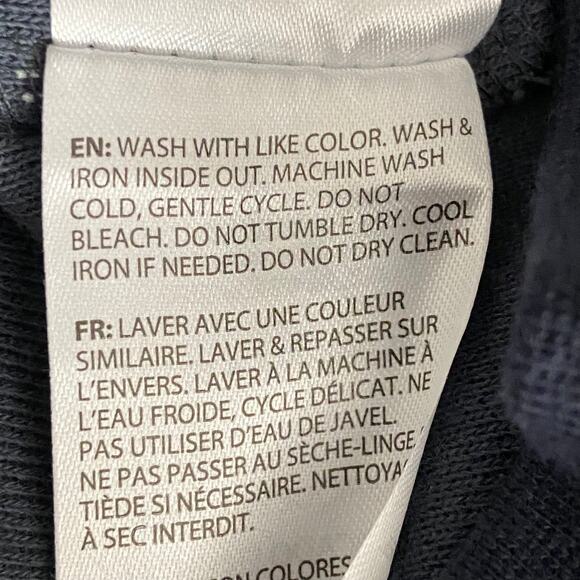 EN: WASH WITH LIKE COLOR. WASH &
IRON INSIDE OUT. MACHINE WASH
COLD, GENTLE CYCLE. DO NOT
BLEACH. DO NOT TUMBLE DRY. COOL
IRON IF NEEDED. DO NOT DRY CLEAN.
FR: LAVER AVEC UNE COULEUR
SIMILAIRE. LAVER & REPASSER SUR
L'ENVERS. LAVER À LA MACHINE À
L'EAU FROIDE, CYCLE DÉLICAT. NE
PAS UTILISER D'EAU DE JAVEL.
NE PAS PASSER AU SÈCHE-LINGE
TIÈDE SI NÉCESSAIRE. NETTOYA
À SEC INTERDIT.
COLORES